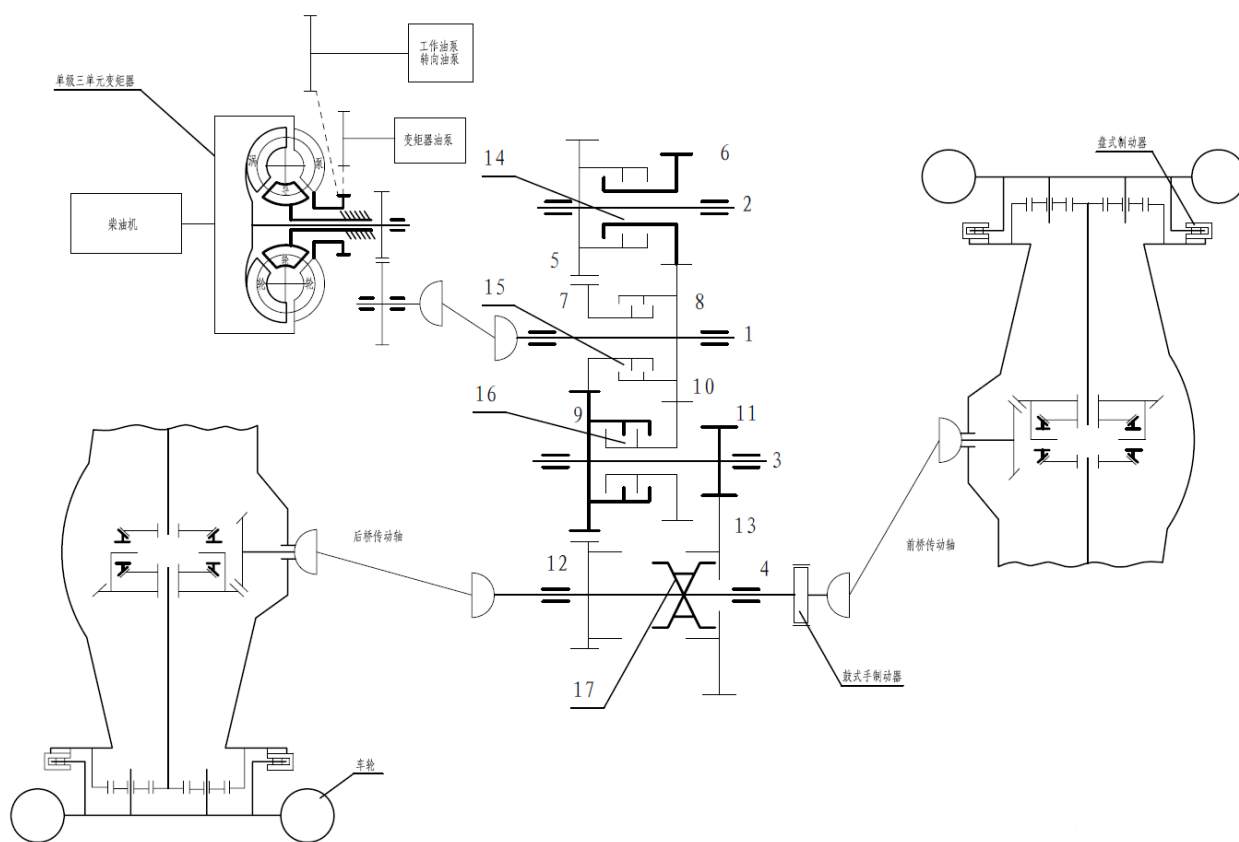 工作油泵
转向油泵
单级三单元变矩器
变矩器油泵
盘式制动器
柴油机
涡
泵
导
轮
轮
轮
14
6
2
5
7
8
15
1
10
16
9
11
3
13
后桥传动轴
前桥传动轴
12
4
17
鼓式手制动器
车轮